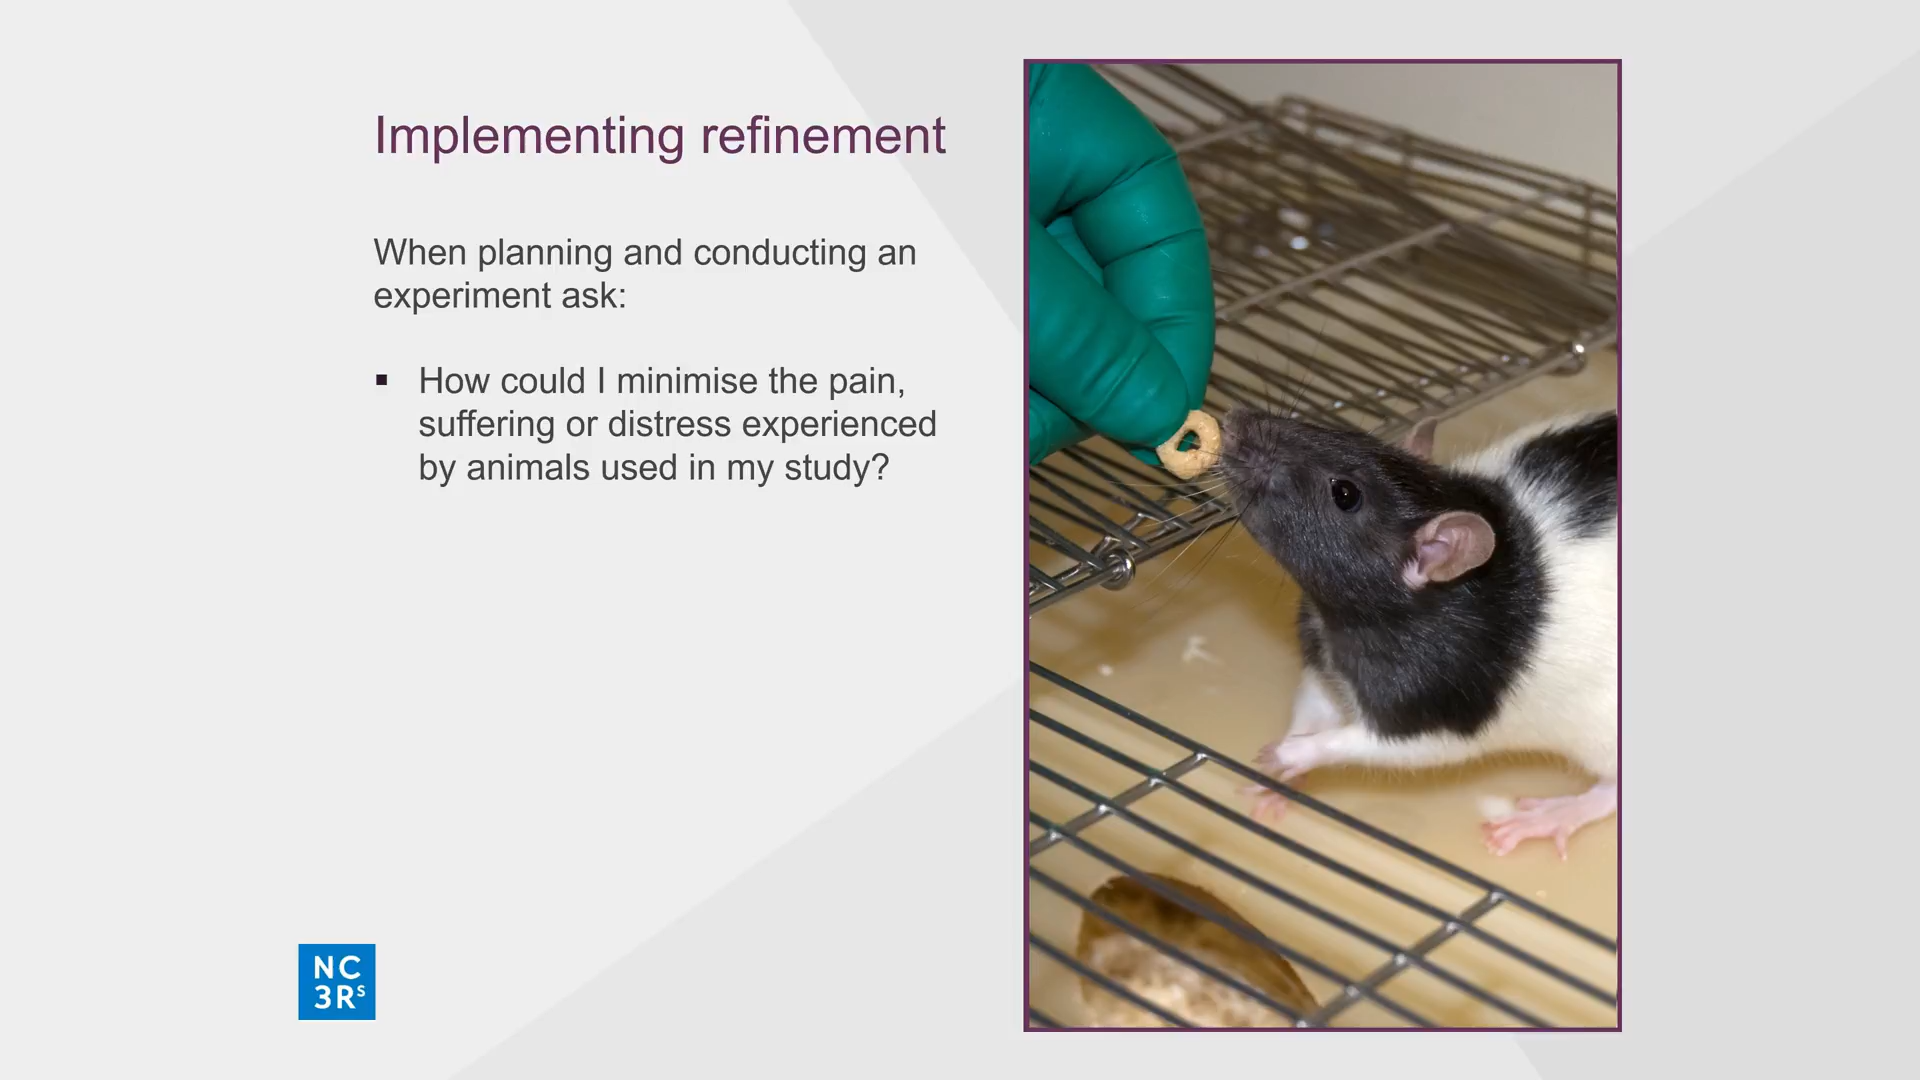 Implementing refinement
When planning and conducting an
experiment ask:
▪ How could I minimise the pain,
suffering or distress experienced
by animals used in my study?
NC
3Rs